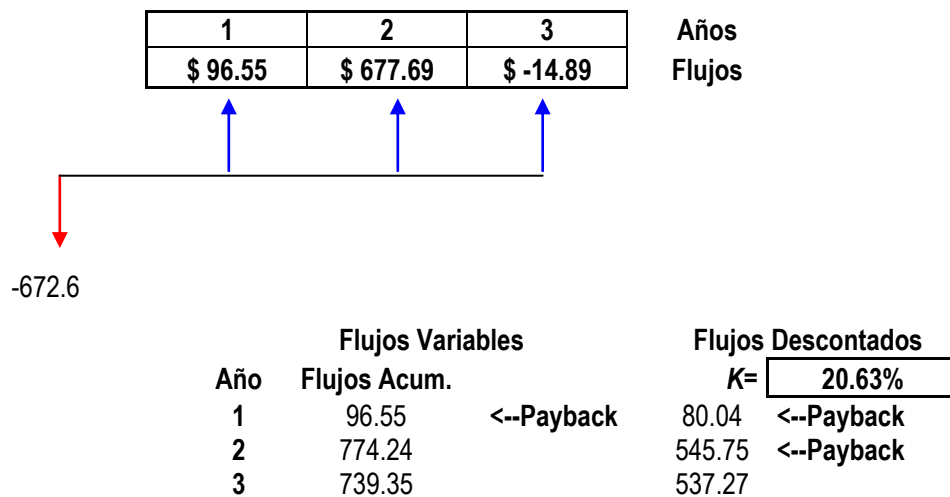 1 2 3 Años
$ 96.55 $ 677.69 $ -14.89 Flujos
-672.6
Flujos Variables Flujos Descontados
Año Flujos Acum. K= 20.63%
1 96.55 <--Payback 80.04 <--Payback
2 774.24 545.75 <--Payback
3 739.35 537.27